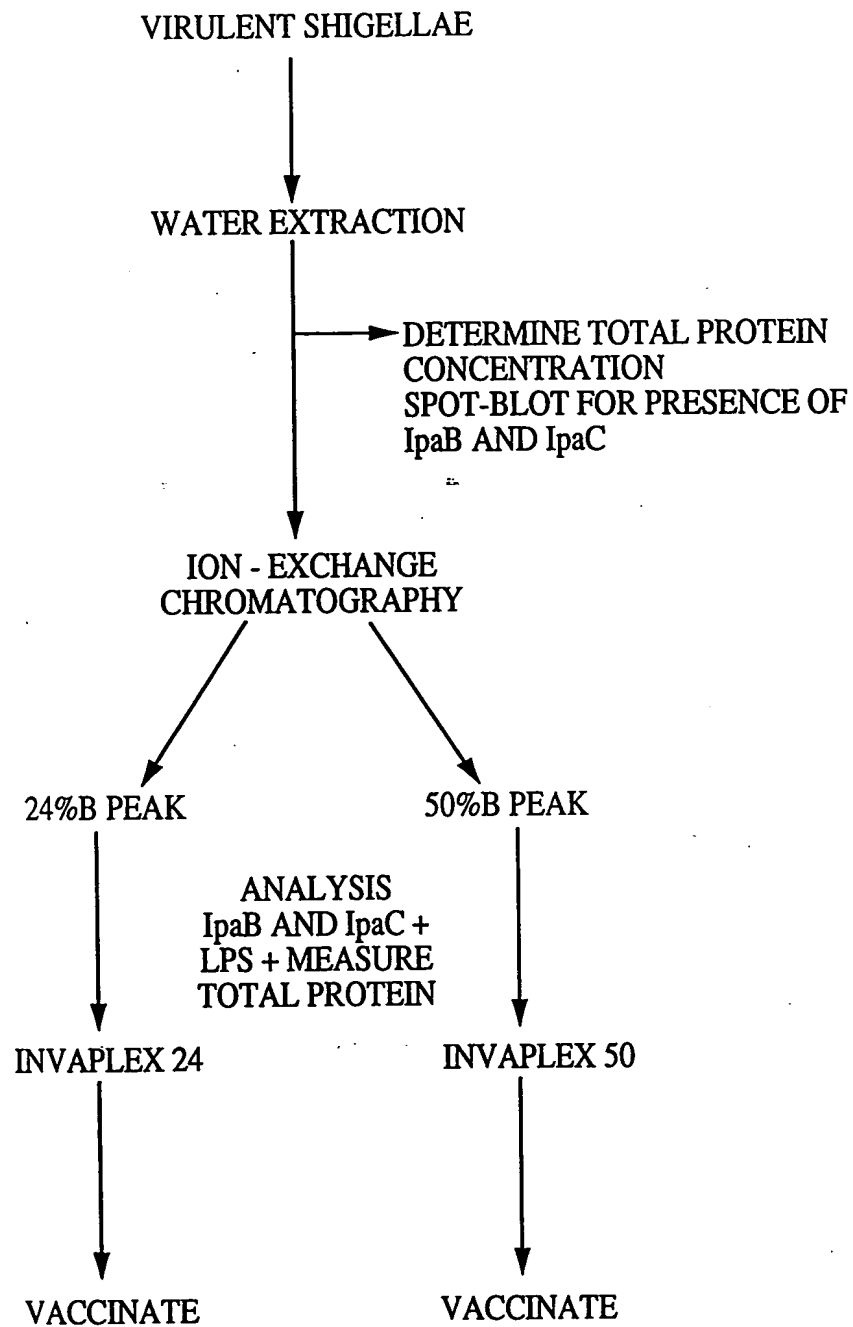 VIRULENT SHIGELLAE
WATER EXTRACTION
DETERMINE TOTAL PROTEIN
CONCENTRATION
SPOT-BLOT FOR PRESENCE OF
IpaB AND IpaC
ION - EXCHANGE
CHROMATOGRAPHY
24%B PEAK
50%B PEAK
ANALYSIS
IpaB AND IpaC +
LPS + MEASURE
TOTAL PROTEIN
INVAPLEX 24
INVAPLEX 50
VACCINATE
VACCINATE